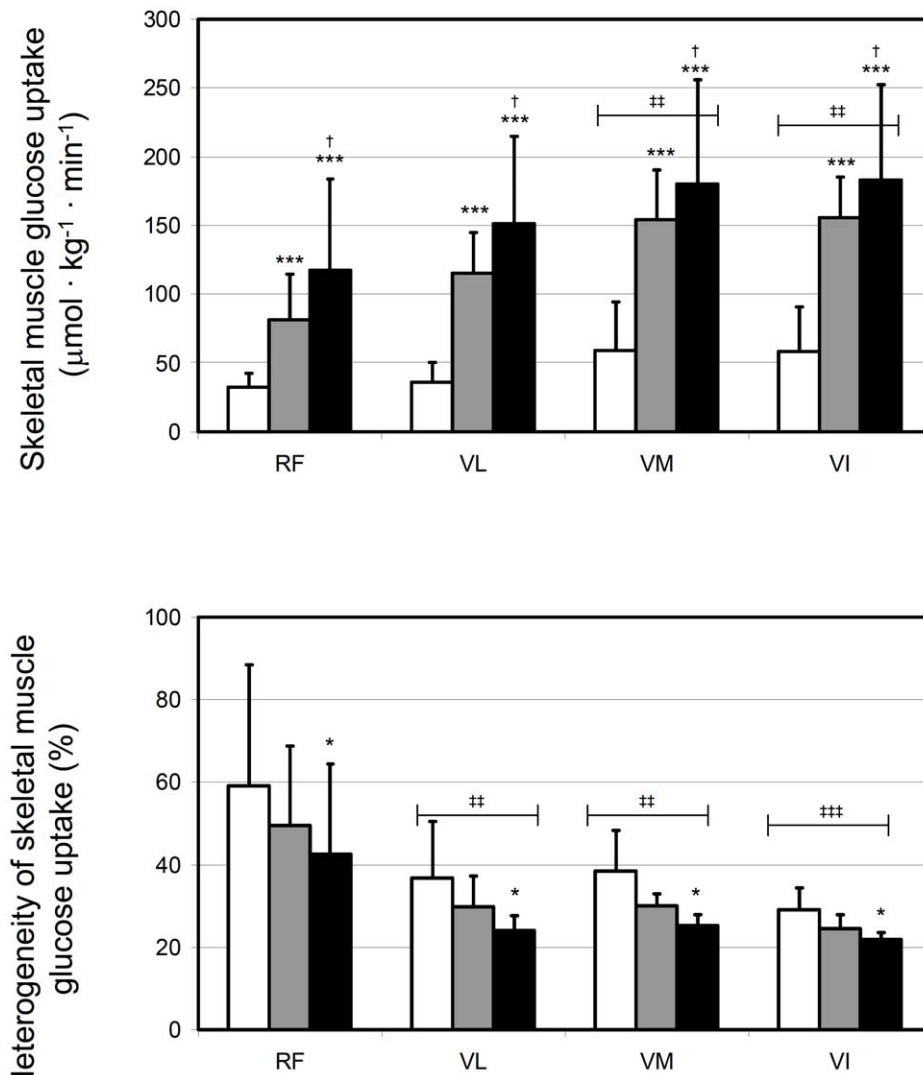 Skeletal muscle glucose uptake
(μmol · kg⁻¹ · min⁻¹)
300
250
200
150
100
50
0
†
***
***
†
***
***
‡‡
†
***
***
‡‡
†
***
***
RF
VL
VM
VI
leterogeneity of skeletal muscle
glucose uptake (%)
100
80
60
40
20
0
*
‡‡
*
‡‡
*
‡‡‡
*
RF
VL
VM
VI